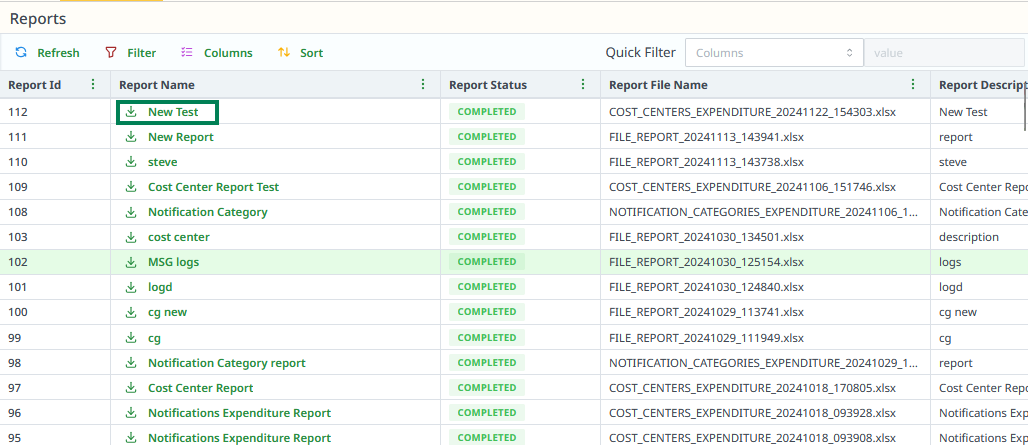 Reports
Refresh Filter Columns Sort Quick Filter Columns value
Report Id Report Name Report Status Report File Name Report Descript
112 New Test COMPLETED COST_CENTERS_EXPENDITURE_20241122_154303.xlsx New Test
111 New Report COMPLETED FILE_REPORT_20241113_143941.xlsx report
110 steve COMPLETED FILE_REPORT_20241113_143738.xlsx steve
109 Cost Center Report Test COMPLETED COST_CENTERS_EXPENDITURE_20241106_151746.xlsx Cost Center Repo
108 Notification Category COMPLETED NOTIFICATION_CATEGORIES_EXPENDITURE_20241106_1... Notification Cate
103 cost center COMPLETED FILE_REPORT_20241030_134501.xlsx description
102 MSG logs COMPLETED FILE_REPORT_20241030_125154.xlsx logs
101 logd COMPLETED FILE_REPORT_20241030_124840.xlsx logd
100 cg new COMPLETED FILE_REPORT_20241029_113741.xlsx cg new
99 cg COMPLETED FILE_REPORT_20241029_111949.xlsx cg
98 Notification Category report COMPLETED NOTIFICATION_CATEGORIES_EXPENDITURE_20241029_1... report
97 Cost Center Report COMPLETED COST_CENTERS_EXPENDITURE_20241018_170805.xlsx Cost Center Repo
96 Notifications Expenditure Report COMPLETED COST_CENTERS_EXPENDITURE_20241018_093928.xlsx Notifications Exp
95 Notifications Expenditure Report COMPLETED COST_CENTERS_EXPENDITURE_20241018_093908.xlsx Notifications Exp